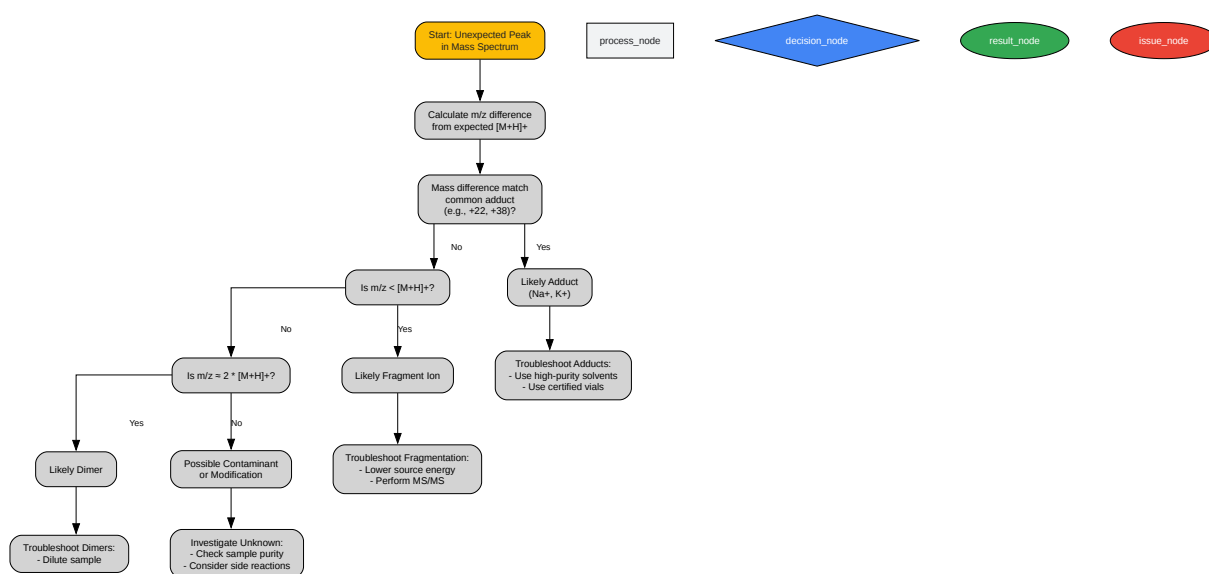 Start: Unexpected Peak
in Mass Spectrum
process_node
decision_node
result_node
issue_node
Calculate m/z difference
from expected [M+H]+
Mass difference match
common adduct
(e.g., +22, +38)?
No
Yes
Is m/z < [M+H]+?
Likely Adduct
(Na+, K+)
No
Yes
Troubleshoot Adducts:
- Use high-purity solvents
- Use certified vials
Is m/z ≈ 2 * [M+H]+?
Likely Fragment Ion
Yes
No
Troubleshoot Fragmentation:
- Lower source energy
- Perform MS/MS
Likely Dimer
Possible Contaminant
or Modification
Troubleshoot Dimers:
- Dilute sample
Investigate Unknown:
- Check sample purity
- Consider side reactions